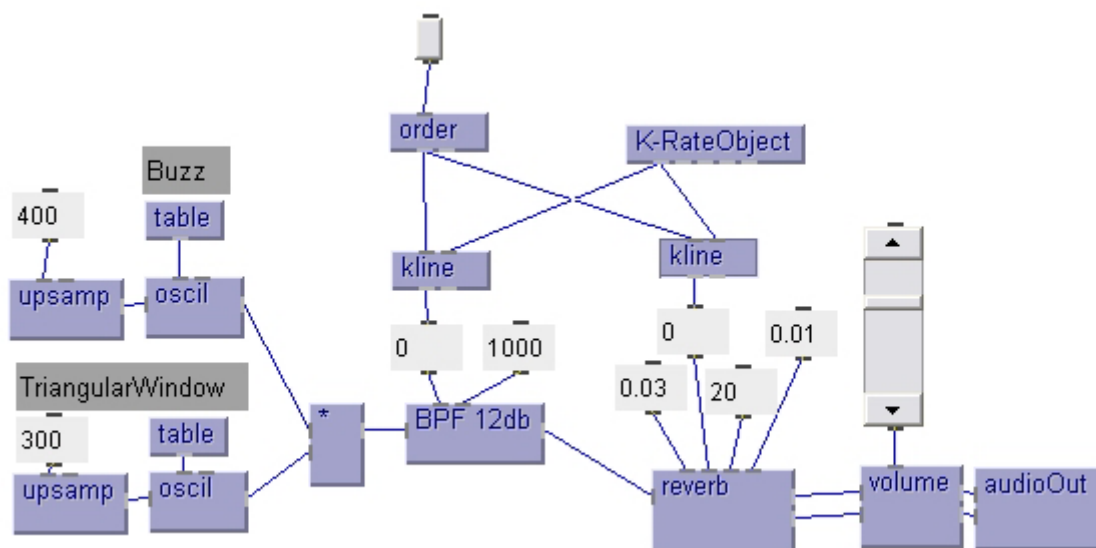 order
K-RateObject
Buzz
400
table
upsamp
oscil
kline
kline
0
1000
0
0.01
0.03
20
TriangularWindow
300
table
*
BPF 12db
upsamp
oscil
reverb
volume
audioOut